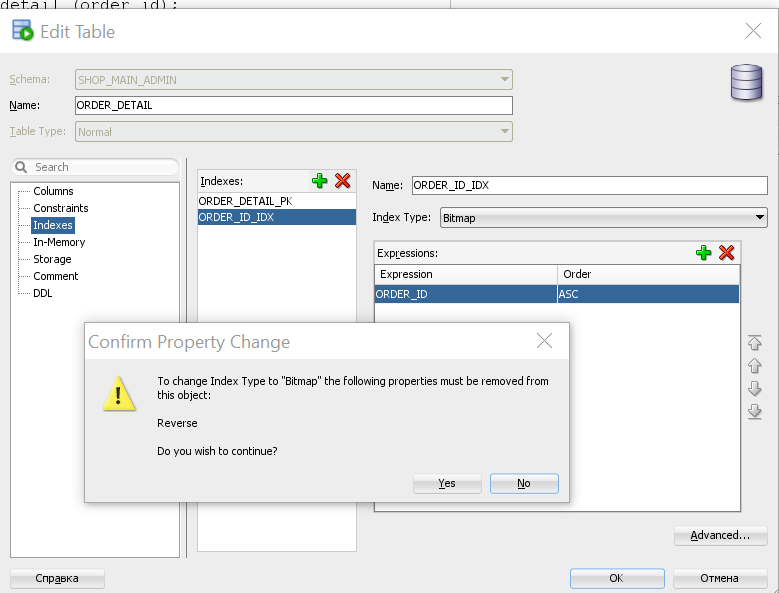 detail (order_id);
Edit Table
Schema: SHOP_MAIN_ADMIN
Name: ORDER_DETAIL
Table Type: Normal
Search
Columns
Constraints
Indexes
In-Memory
Storage
Comment
DDL
Indexes:
ORDER_DETAIL_PK
ORDER_ID_IDX
Name: ORDER_ID_IDX
Index Type: Bitmap
Expressions:
Expression Order
ORDER_ID ASC
Confirm Property Change
To change Index Type to "Bitmap" the following properties must be removed from
this object:
Reverse
Do you wish to continue?
Yes No
Advanced...
Справка OK Отмена